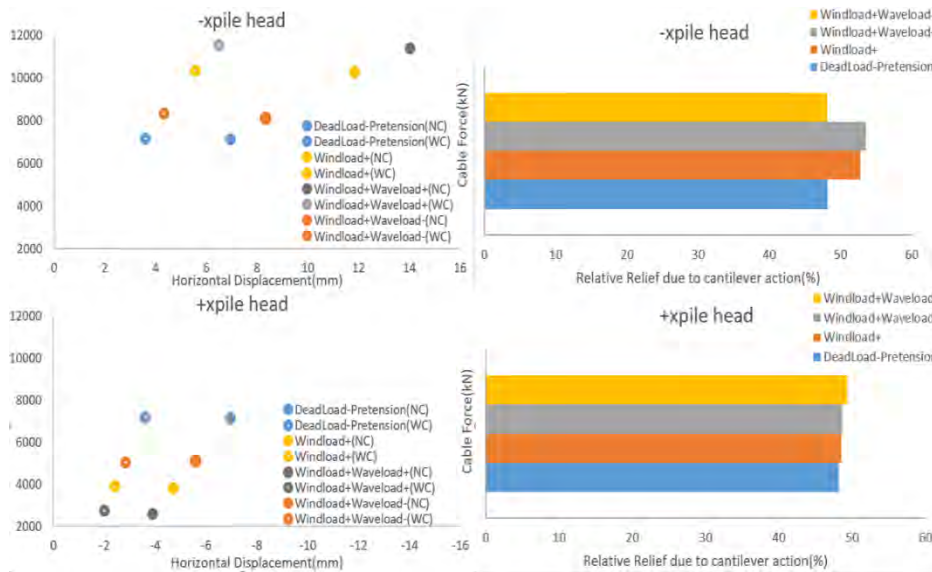 -xpile head
12000
10000
8000
6000
4000
2000
0
2
4
6
8
10
12
14
16
Horizontal Displacement(mm)
DeadLoad-Pretension(NC)
DeadLoad-Pretension(WC)
Windload+(NC)
Windload+(WC)
Windload+Waveload+(NC)
Windload+Waveload+(WC)
Windload+Waveload-(NC)
Windload+Waveload-(WC)
-xpile head
Windload+Waveload-
Windload+Waveload-
Windload+
DeadLoad-Pretension
Cable Force(kN)
0 10 20 30 40 50 60
Relative Relief due to cantilever action(%)
+xpile head
12000
10000
8000
6000
4000
2000
0 -2 -4 -6 -8 -10 -12 -14 -16
Horizontal Displacement(mm)
DeadLoad-Pretension(NC)
DeadLoad-Pretension(WC)
Windload+(NC)
Windload+(WC)
Windload+Waveload+(NC)
Windload+Waveload+(WC)
Windload+Waveload-(NC)
Windload+Waveload-(WC)
+xpile head
Windload+Waveload
Windload+Waveload
Windload+
DeadLoad-Pretension
Cable Force(kN)
0 10 20 30 40 50 60
Relative Relief due to cantilever action(%)